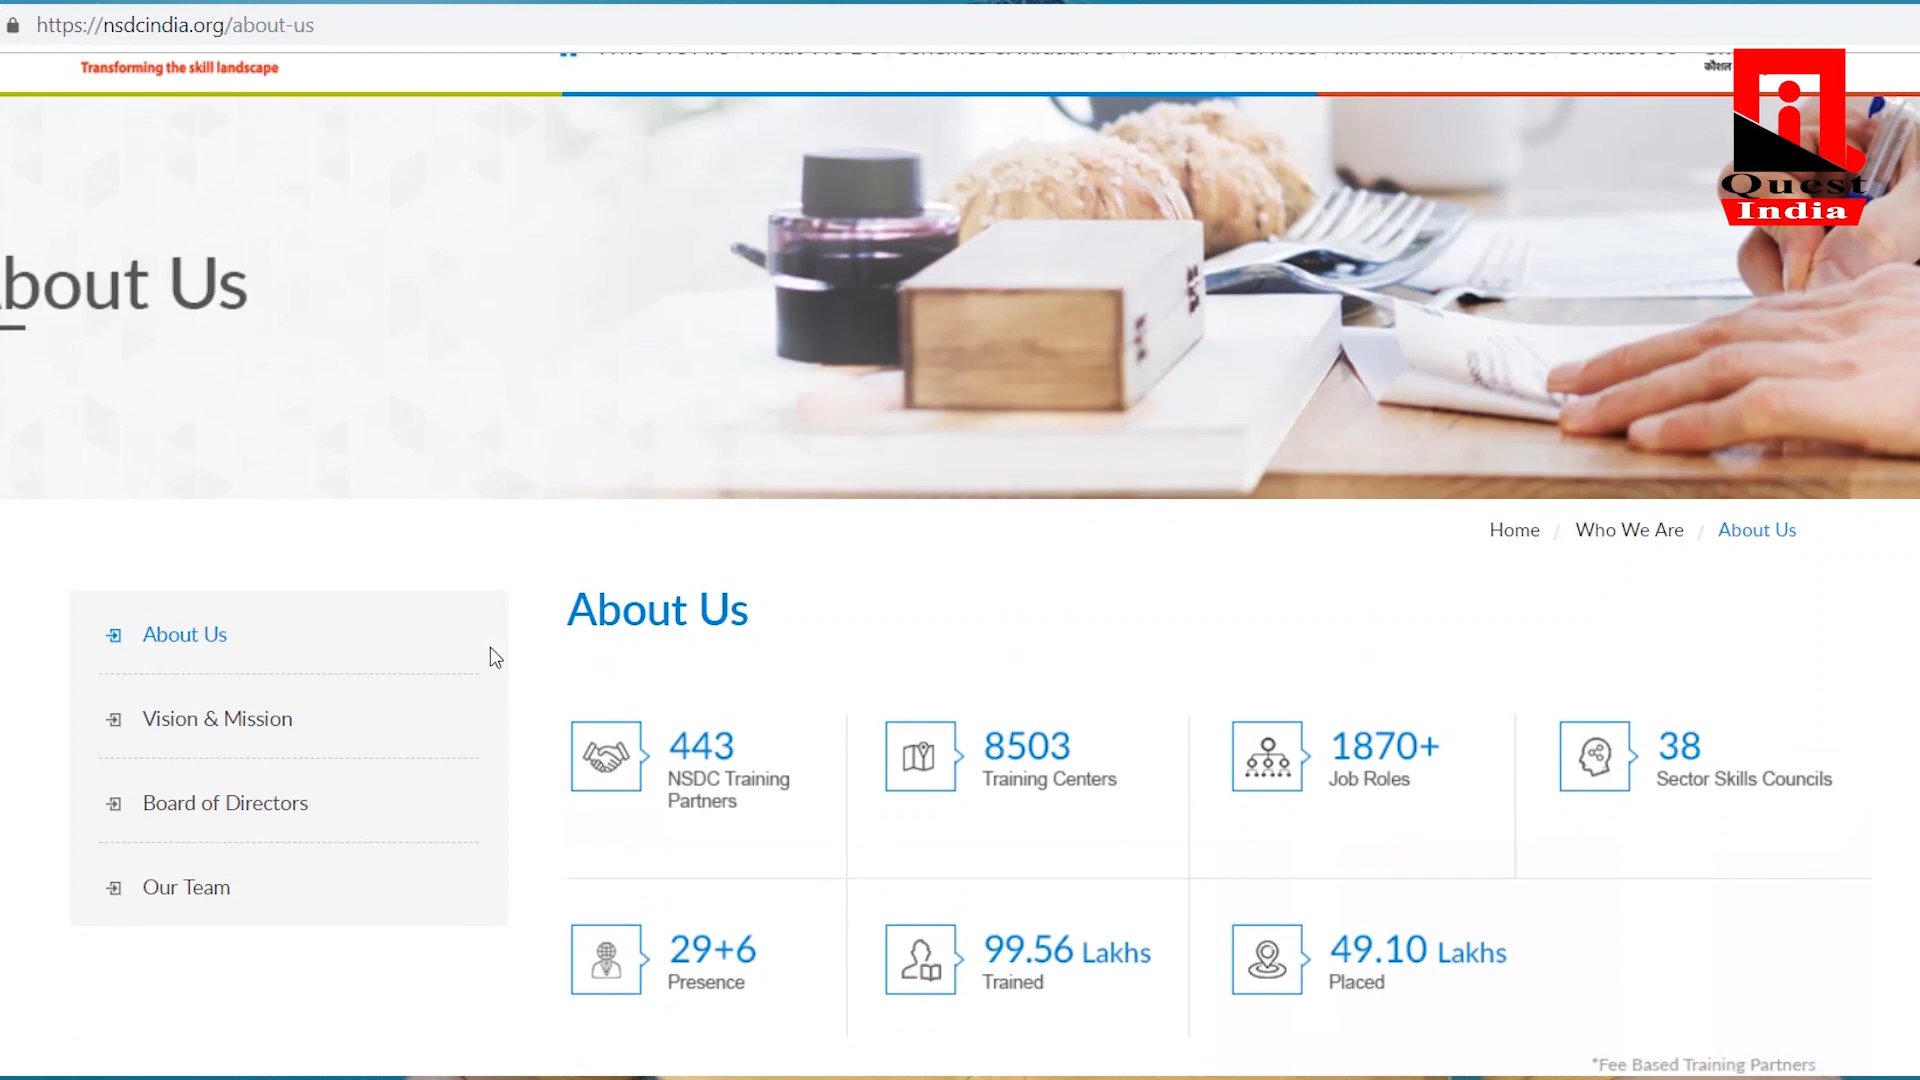 https://nsdcindia.org/about-us
Transforming the skill landscape
कौशल
Quest
India
bout Us
Home / Who We Are / About Us
About Us
Vision & Mission
Board of Directors
Our Team
About Us
443
NSDC Training
Partners
8503
Training Centers
1870+
Job Roles
38
Sector Skills Councils
29+6
Presence
99.56 Lakhs
Trained
49.10 Lakhs
Placed
*Fee Based Training Partners